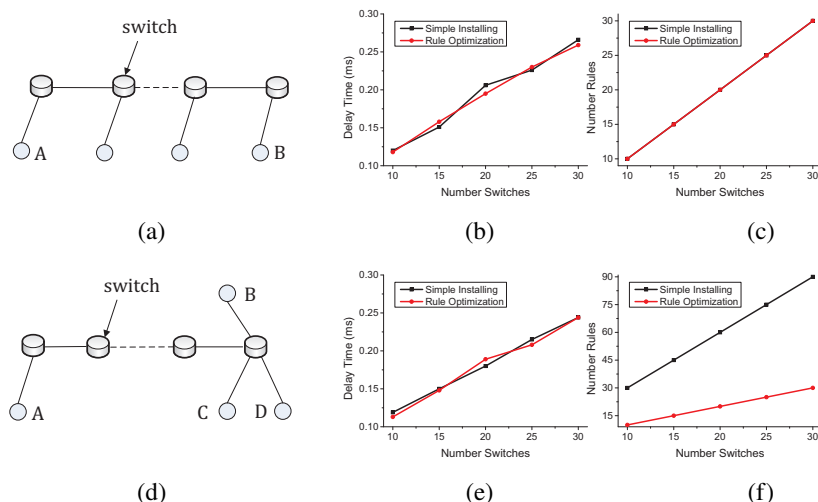 switch
A
B
(a)
0.30
0.25
0.20
0.15
0.10
Delay Time (ms)
Simple Installing
Rule Optimization
10 15 20 25 30
Number Switches
(b)
30
25
20
15
10
Number Rules
Simple Installing
Rule Optimization
10 15 20 25 30
Number Switches
(c)
switch
B
A
C
D
(d)
0.30
0.25
0.20
0.15
0.10
Delay Time (ms)
Simple Installing
Rule Optimization
10 15 20 25 30
Number Switches
(e)
90
75
60
45
30
15
Number Rules
Simple Installing
Rule Optimization
10 15 20 25 30
Number Switches
(f)